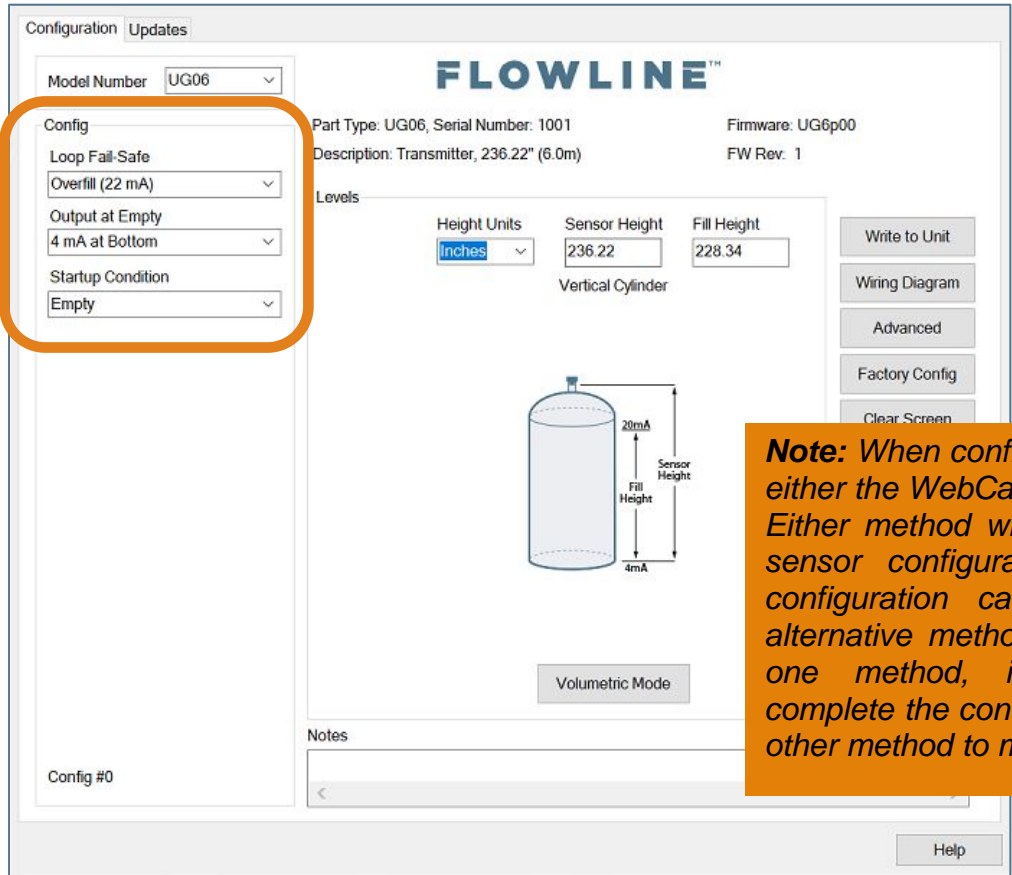 Configuration Updates
Model Number UG06
FLOWLINE™
Config
Loop Fail-Safe
Overfill (22 mA)
Output at Empty
4 mA at Bottom
Startup Condition
Empty
Config #0
Part Type: UG06, Serial Number: 1001
Firmware: UG6p00
Description: Transmitter, 236.22" (6.0m)
FW Rev: 1
Levels
Height Units Sensor Height Fill Height
Inches 236.22 228.34
Vertical Cylinder
20mA
Sensor
Height
Fill
Height
4mA
Volumetric Mode
Write to Unit
Wiring Diagram
Advanced
Factory Config
Clear Screen
Note: When conf
either the WebCa
Either method w
sensor configura
configuration ca
alternative metho
one method, i
complete the con
other method to
Notes
Help